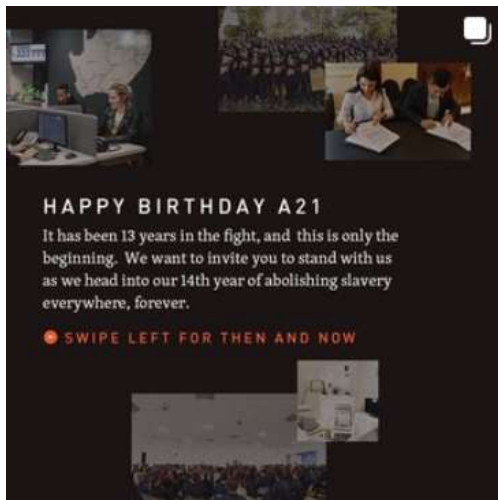 HAPPY BIRTHDAY A21
It has been 13 years in the fight, and this is only the
beginning. We want to invite you to stand with us
as we head into our 14th year of abolishing slavery
everywhere, forever.
SWIPE LEFT FOR THEN AND NOW